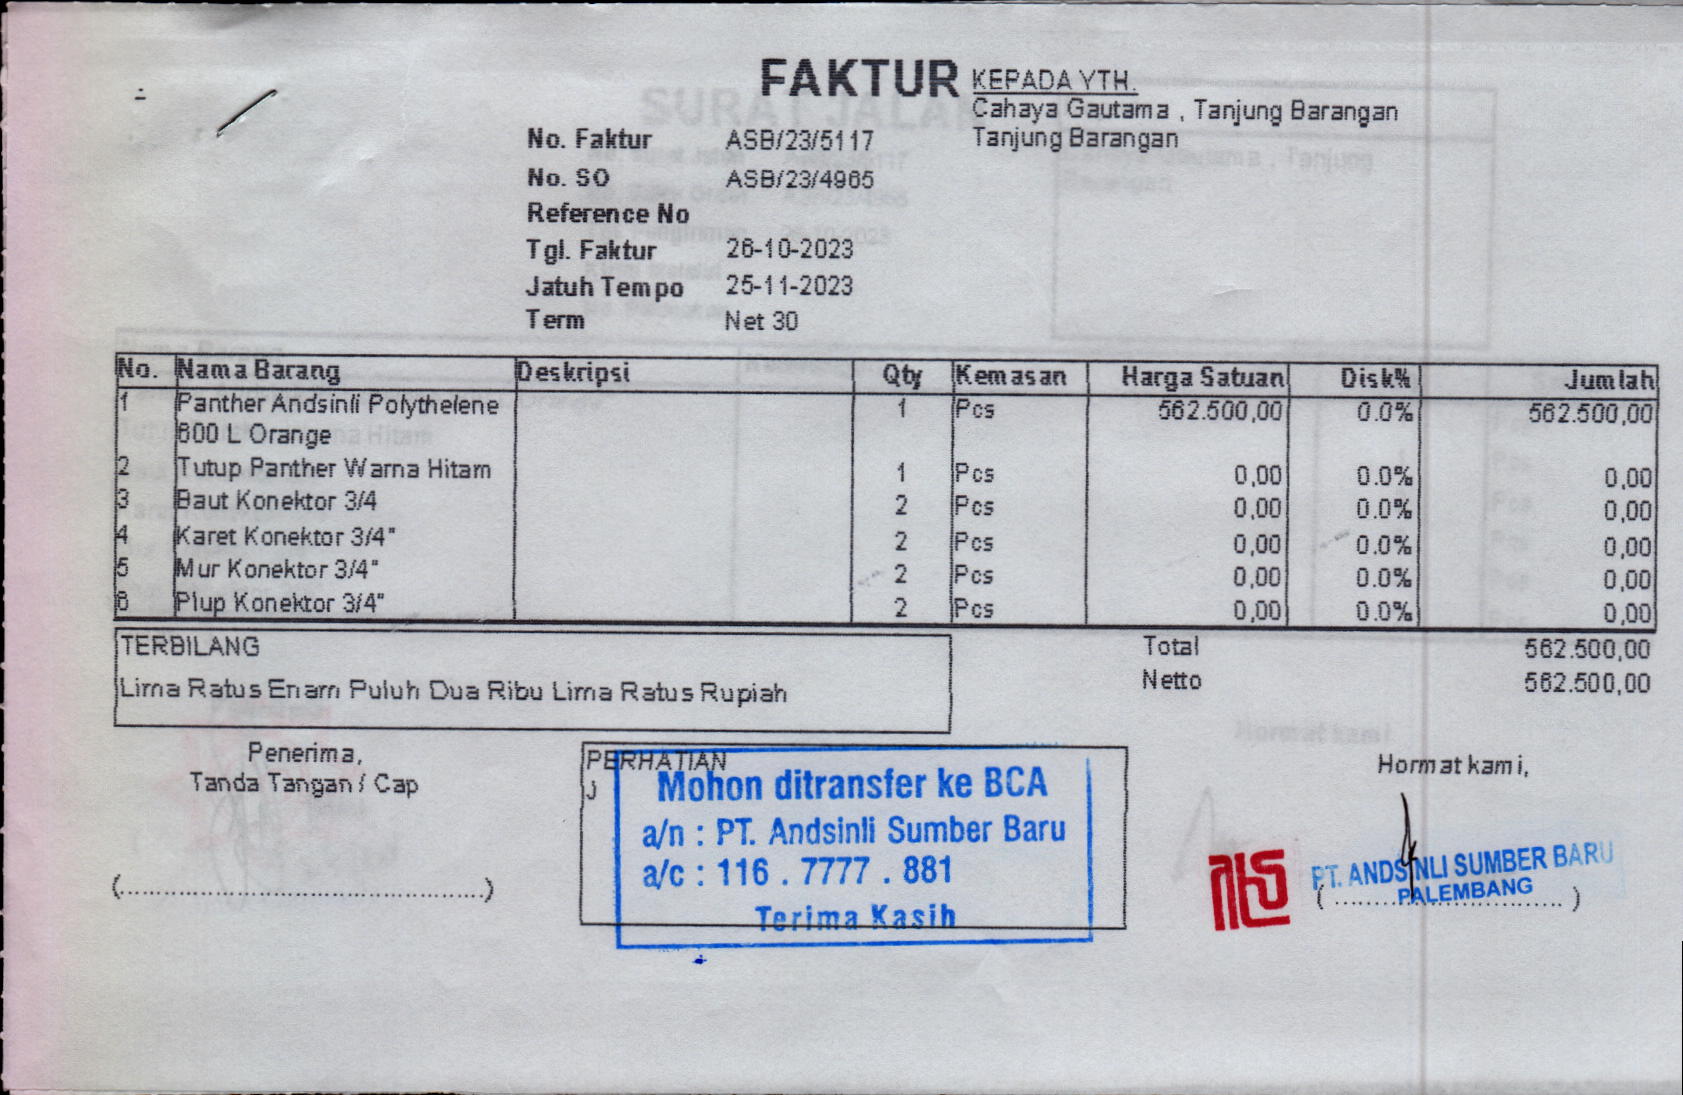 FAKTUR
KEPADA YTH.
Cahaya Gautama , Tanjung Barangan
Tanjung Barangan
No. Faktur ASB/23/5117
No. SO ASB/23/4965
Reference No
Tgl. Faktur 26-10-2023
Jatuh Tempo 25-11-2023
Term Net 30
No. Nama Barang Deskripsi Qty Kemasan Harga Satuan Disk% Jumlah
1 Panther Andsinli Polythelene 1 Pcs 562.500,00 0.0% 562.500,00
600 L Orange
2 Tutup Panther Warna Hitam 1 Pcs 0,00 0.0% 0,00
3 Baut Konektor 3/4 2 Pcs 0,00 0.0% 0,00
4 Karet Konektor 3/4" 2 Pcs 0,00 0.0% 0,00
5 Mur Konektor 3/4" 2 Pcs 0,00 0.0% 0,00
6 Plup Konektor 3/4" 2 Pcs 0,00 0.0% 0,00
TERBILANG
Lima Ratus Enam Puluh Dua Ribu Lima Ratus Rupiah
Total 562.500,00
Netto 562.500,00
Penerima,
Tanda Tangan / Cap
(..........................................)
PERHATIAN
J
Mohon ditransfer ke BCA
a/n : PT. Andsinli Sumber Baru
a/c : 116 . 7777 . 881
Terima Kasih
Hormat kami,
PT. ANDSINLI SUMBER BARU
PALEMBANG
(..............................)